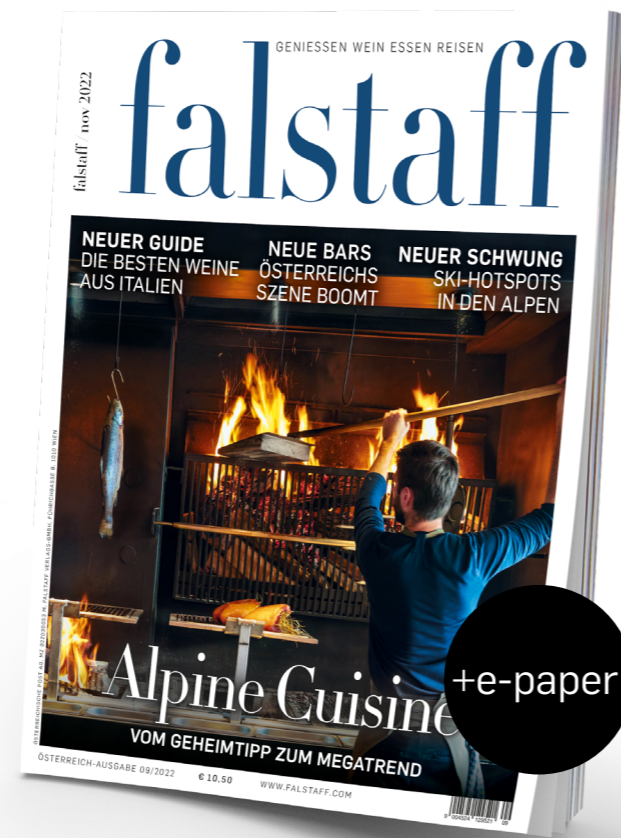 GENIESSEN WEIN ESSEN REISEN
falstaff
falstaff / nov 2022
NEUER GUIDE
DIE BESTEN WEINE
AUS ITALIEN
NEUE BARS
ÖSTERREICHS
SZENE BOOMT
NEUER SCHWUNG
SKI-HOTSPOTS
IN DEN ALPEN
Alpine Cuisine
VOM GEHEIMTIPP ZUM MEGATREND
+e-paper
ÖSTERREICH-AUSGABE 09/2022
€ 10,50
WWW.FALSTAFF.COM